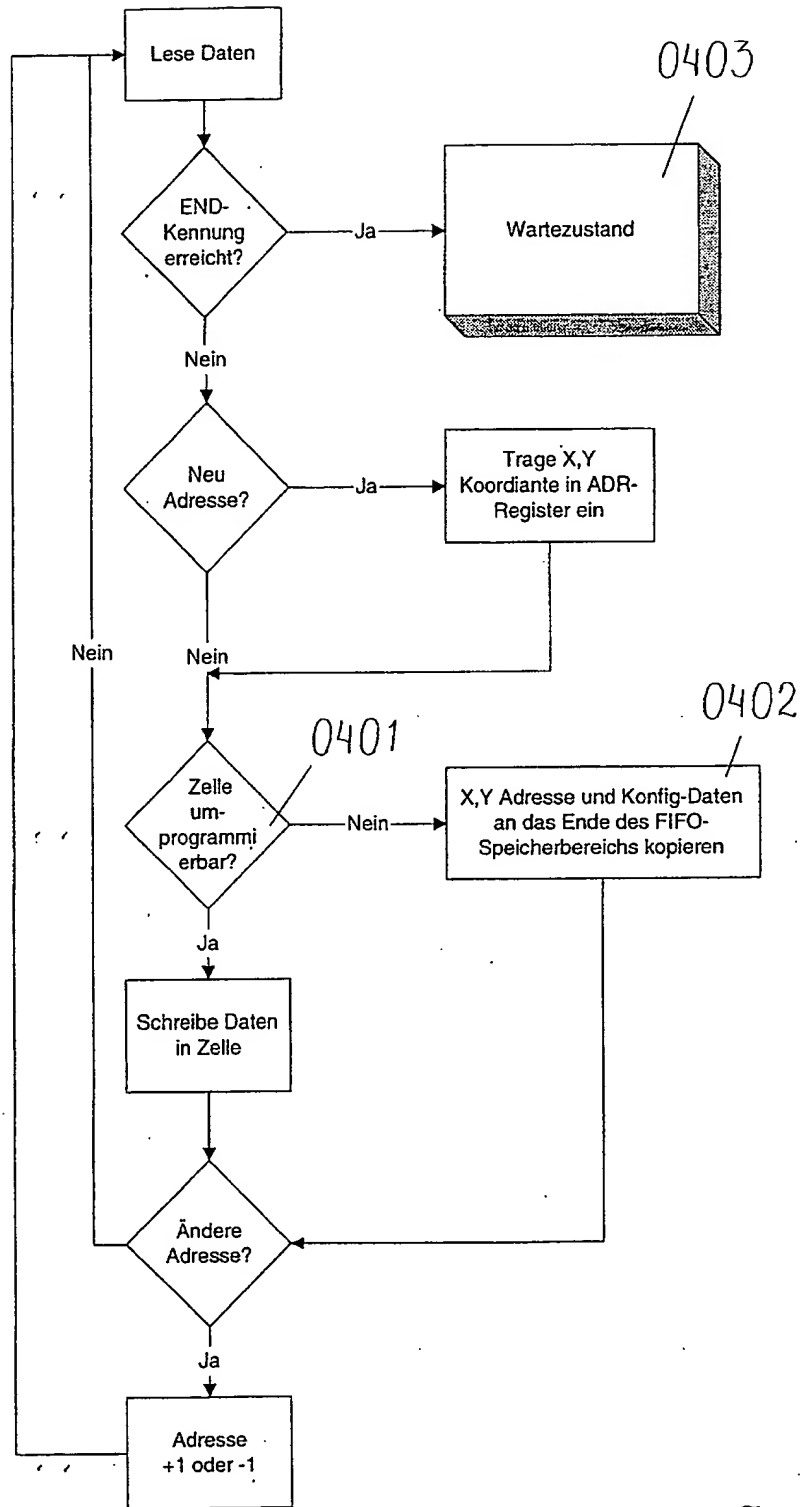 Lese Daten
0403
END-
Kennung
erreicht?
Ja
Wartezustand
Nein
Neu
Adresse?
Ja
Trage X,Y
Koordiante in ADR-
Register ein
Nein
Nein
0401
0402
Zelle
um-
programmi
erbar?
Nein
X,Y Adresse und Konfig-Daten
an das Ende des FIFO-
Speicherbereichs kopieren
Ja
Schreibe Daten
in Zelle
Ändere
Adresse?
Ja
Adresse
+1 oder -1